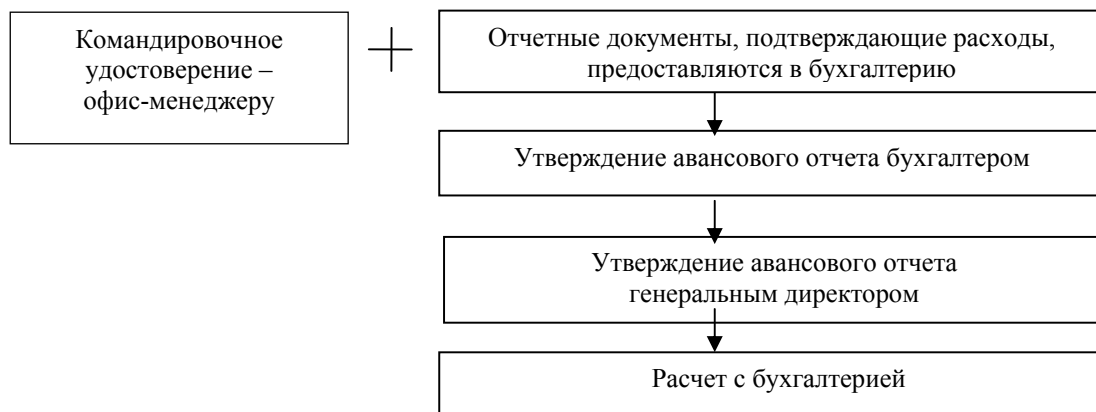 Командировочное
удостоверение –
офис-менеджеру
Отчетные документы, подтверждающие расходы,
предоставляются в бухгалтерию
Утверждение авансового отчета бухгалтером
Утверждение авансового отчета
генеральным директором
Расчет с бухгалтерией